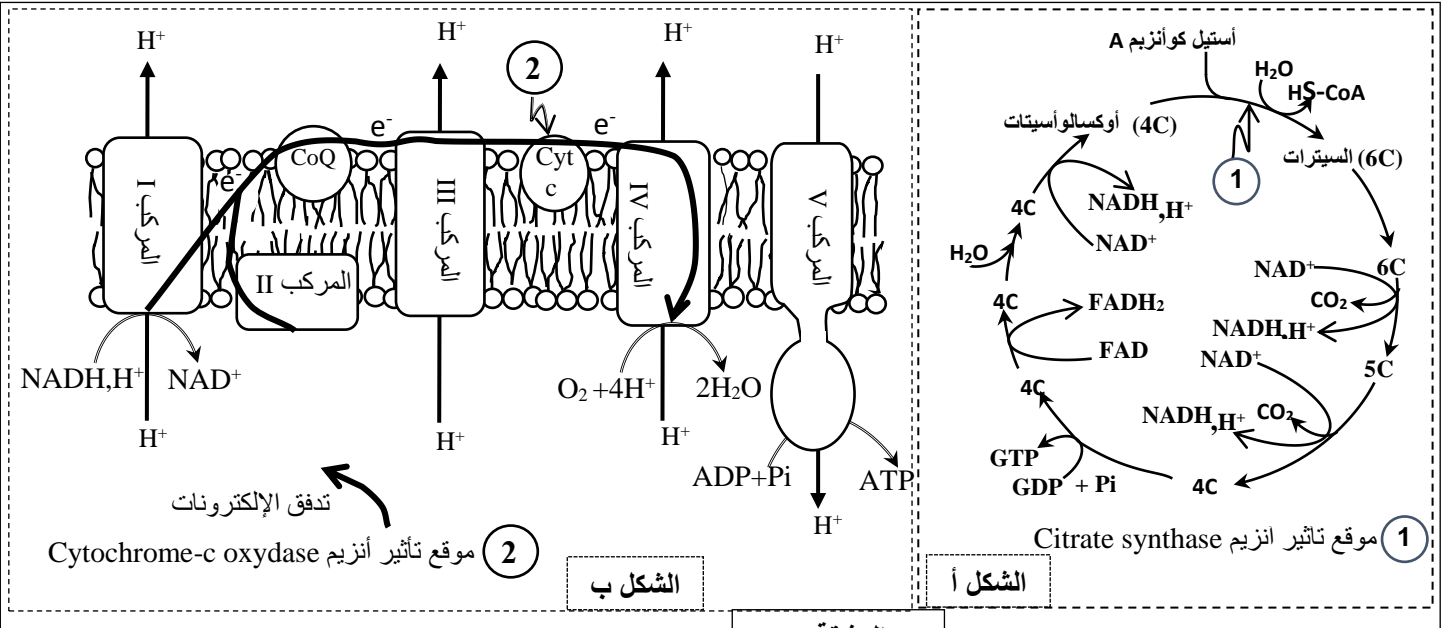 H⁺
H⁺
H⁺
H⁺
2
e⁻
e⁻
e⁻
CoQ
Cyt
c
المركب I
المركب II
المركب III
المركب IV
المركب V
NADH,H⁺
NAD⁺
O₂ +4H⁺
2H₂O
H⁺
H⁺
H⁺
ADP+Pi
ATP
H⁺
تدفق الإلكترونات
2 موقع تأثير أنزيم Cytochrome-c oxydase
الشكل ب
أستيل كوأنزيم A
H₂O
HS-CoA
أوكسالوأسيتات (4C)
السيترات (6C)
1
NADH,H⁺
NAD⁺
4C
H₂O
4C
FADH2
FAD
4C
GTP
GDP + Pi
4C
NAD⁺
6C
CO₂
NADH.H⁺
NAD⁺
5C
NADH,H⁺
CO₂
1 موقع تاثير انزيم Citrate synthase
الشكل أ